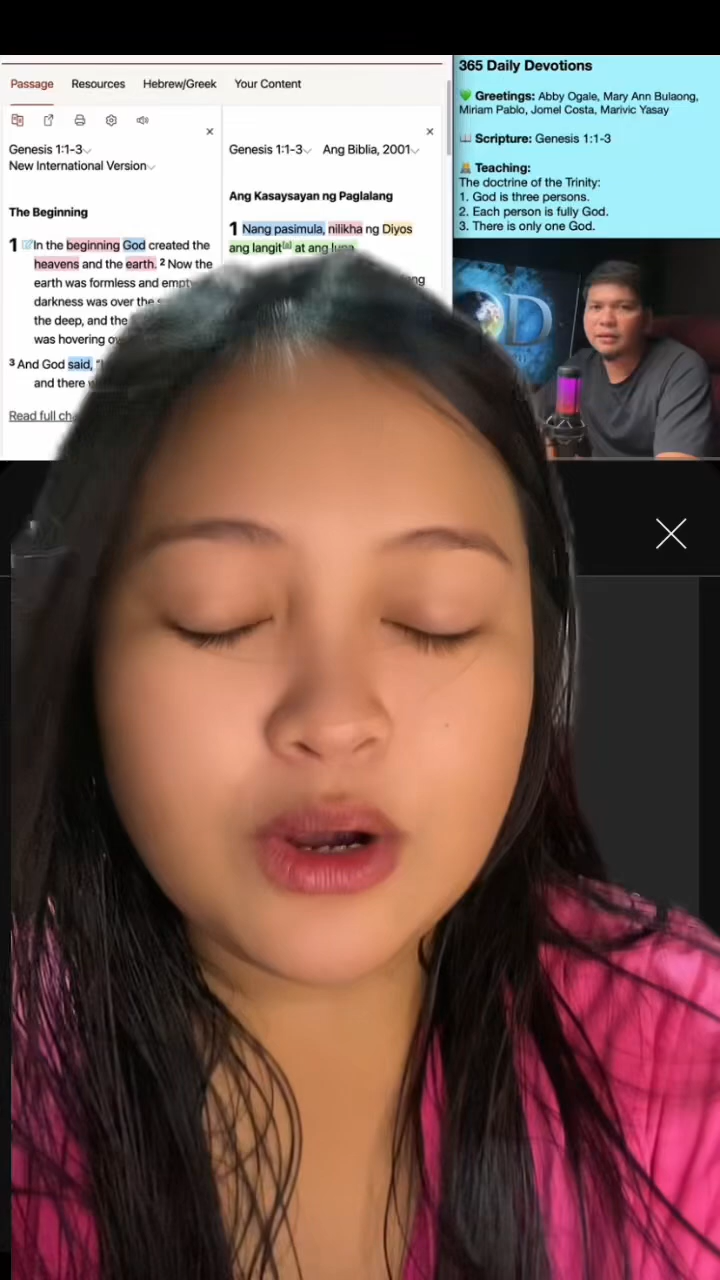 Passage Resources Hebrew/Greek Your Content
Genesis 1:1-3
New International Version
The Beginning
1 In the beginning God created the
heavens and the earth. 2 Now the
earth was formless and empty
darkness was over the
the deep, and the
was hovering
3 And God said,
and there
Read full
Genesis 1:1-3 Ang Biblia, 2001
Ang Kasaysayan ng Paglalang
1 Nang pasimula, nilikha ng Diyos
ang langit[a] at ang lupa.
365 Daily Devotions
💚 Greetings: Abby Ogale, Mary Ann Bulaong,
Miriam Pablo, Jomel Costa, Marivic Yasay
📖 Scripture: Genesis 1:1-3
Teaching:
The doctrine of the Trinity:
1. God is three persons.
2. Each person is fully God.
3. There is only one God.